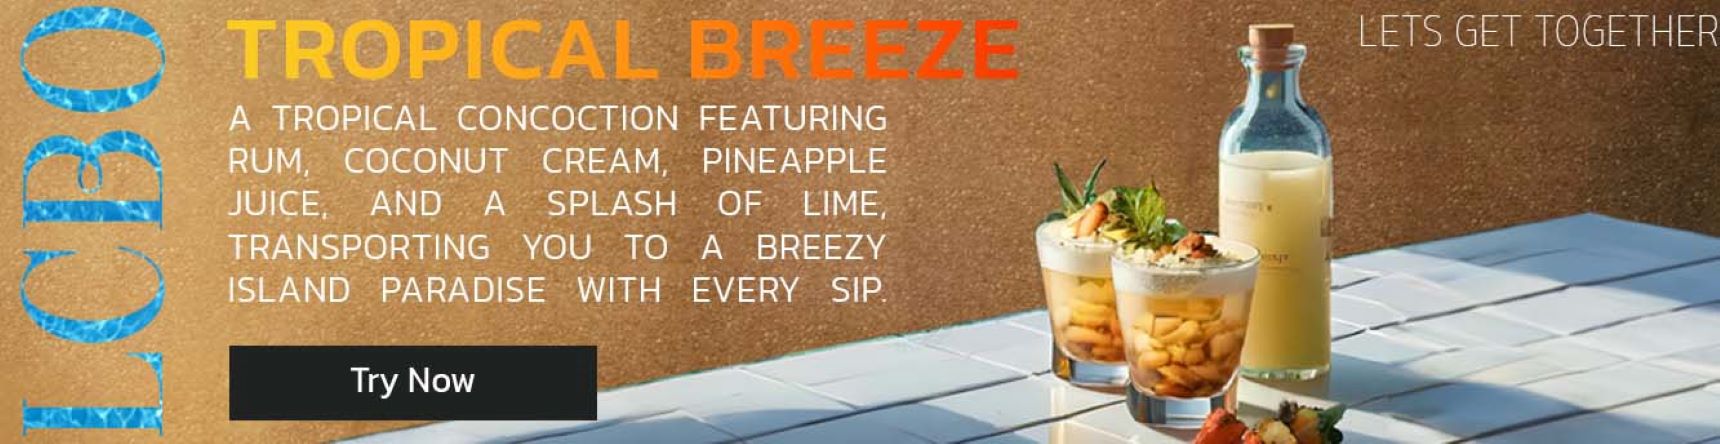 LCBO
TROPICAL BREEZE
A TROPICAL CONCOCTION FEATURING
RUM, COCONUT CREAM, PINEAPPLE
JUICE, AND A SPLASH OF LIME,
TRANSPORTING YOU TO A BREEZY
ISLAND PARADISE WITH EVERY SIP.
Try Now
LETS GET TOGETHER